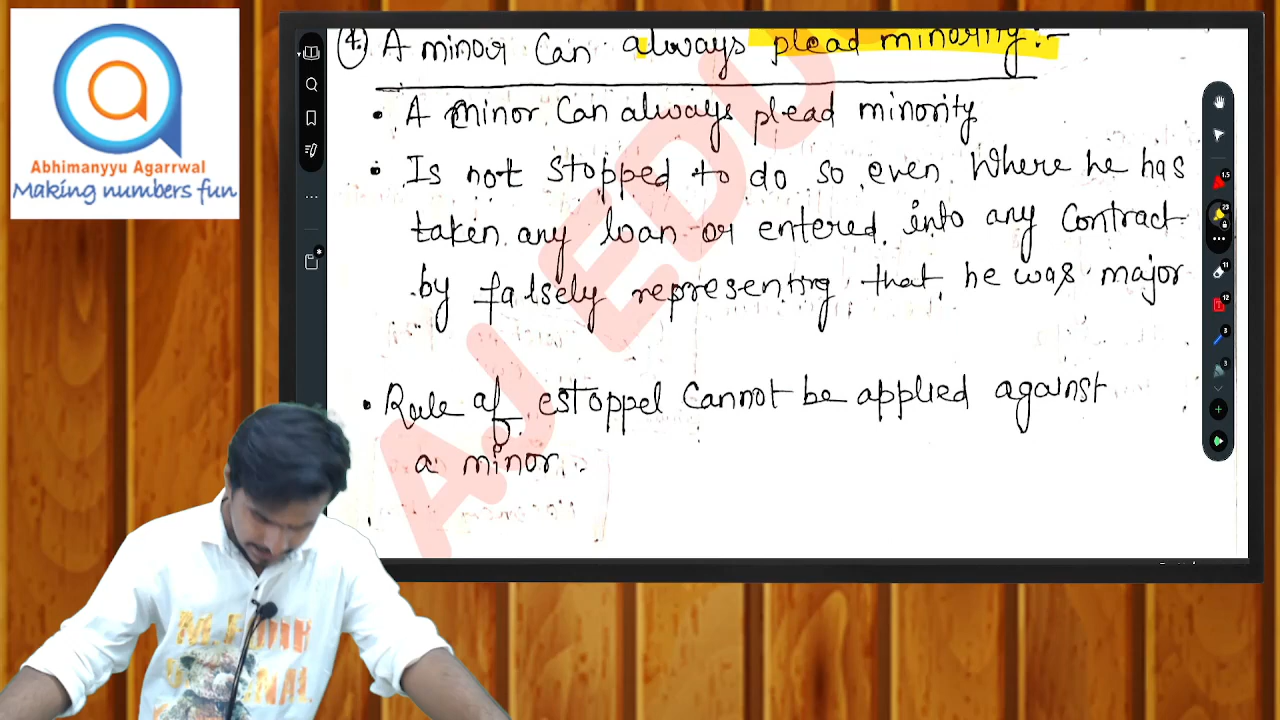 Abhimanyyu Agarrwal
Making numbers fun
4. A minor Can always plead minority :-
• A minor Can always plead minority
• Is not Stopped to do so even Where he has
taken any loan or entered into any Contract
by falsely representing that he was major
• Rule of estoppel Cannot be applied against
a minor.
AJ EDU